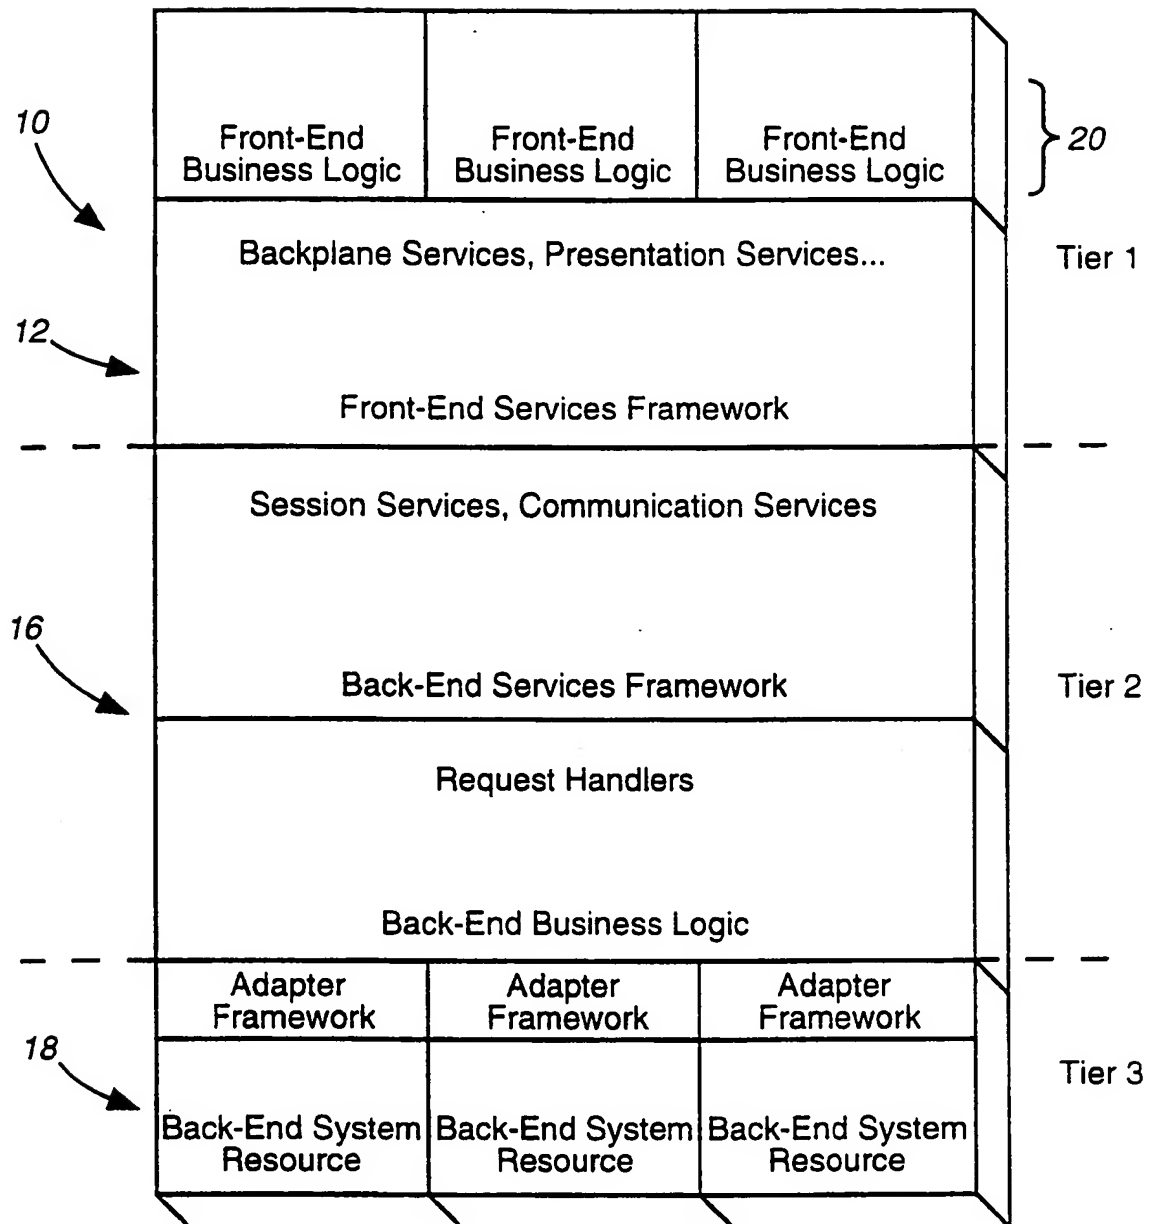 10
Front-End
Business Logic
Front-End
Business Logic
Front-End
Business Logic
20
Backplane Services, Presentation Services...
Tier 1
12
Front-End Services Framework
Session Services, Communication Services
16
Back-End Services Framework
Tier 2
Request Handlers
Back-End Business Logic
Adapter
Framework
Adapter
Framework
Adapter
Framework
18
Tier 3
Back-End System
Resource
Back-End System
Resource
Back-End System
Resource